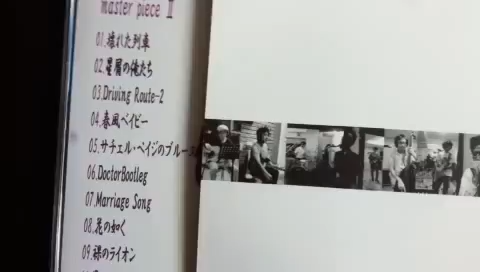 master piece Ⅱ
01.壊れた列車
02.星屑の俺たち
03.Driving Route-2
04.春風ベイビー
05.サチェル・ペイジのブルース
06.DoctorBootleg
07.Marriage Song
08.花の如く
09.裸のライオン